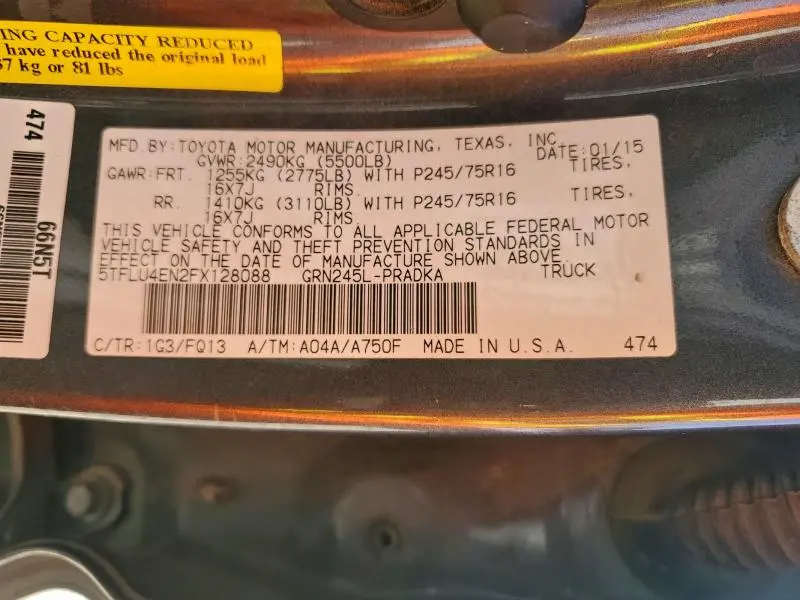 ING CAPACITY REDUCED
have reduced the original load
37 kg or 81 lbs
474
66N5T
MFD.BY:TOYOTA MOTOR MANUFACTURING, TEXAS, INC.
GVWR:2490KG (5500LB) DATE:01/15
GAWR:FRT. 1255KG (2775LB) WITH P245/75R16 TIRES,
16X7J RIMS.
RR. 1410KG (3110LB) WITH P245/75R16 TIRES,
16X7J RIMS.
THIS VEHICLE CONFORMS TO ALL APPLICABLE FEDERAL MOTOR
VEHICLE SAFETY AND THEFT PREVENTION STANDARDS IN
EFFECT ON THE DATE OF MANUFACTURE SHOWN ABOVE.
5TFLU4EN2FX128088 GRN245L-PRADKA TRUCK
C/TR:1G3/FQ13 A/TM:A04A/A750F MADE IN U.S.A. 474